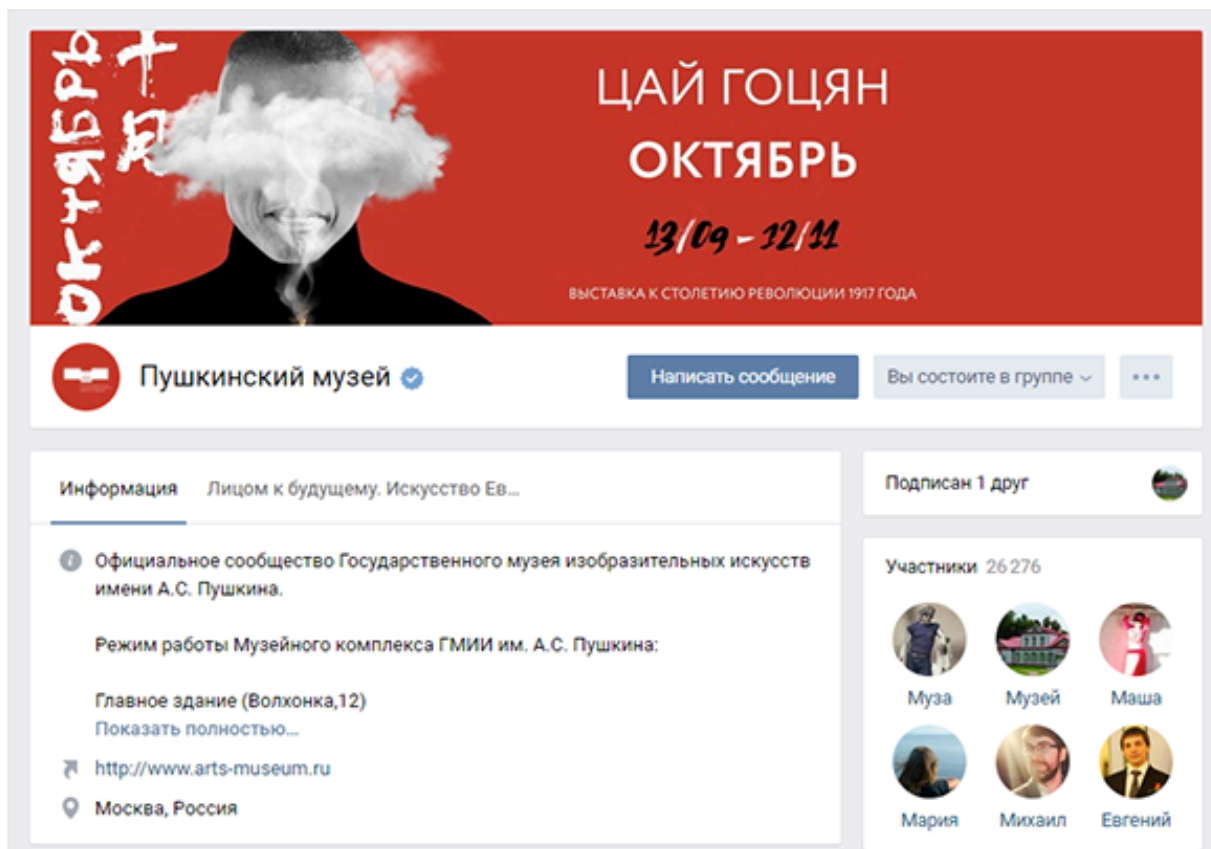 ОКТЯБРЬ
十月
ЦАЙ ГОЦЯН
ОКТЯБРЬ
13/09 – 12/11
ВЫСТАВКА К СТОЛЕТИЮ РЕВОЛЮЦИИ 1917 ГОДА
Пушкинский музей
Написать сообщение
Вы состоите в группе
Информация
Лицом к будущему. Искусство Ев...
Официальное сообщество Государственного музея изобразительных искусств
имени А.С. Пушкина.
Режим работы Музейного комплекса ГМИИ им. А.С. Пушкина:
Главное здание (Волхонка,12)
Показать полностью...
http://www.arts-museum.ru
Москва, Россия
Подписан 1 друг
Участники 26 276
Муза
Музей
Маша
Мария
Михаил
Евгений